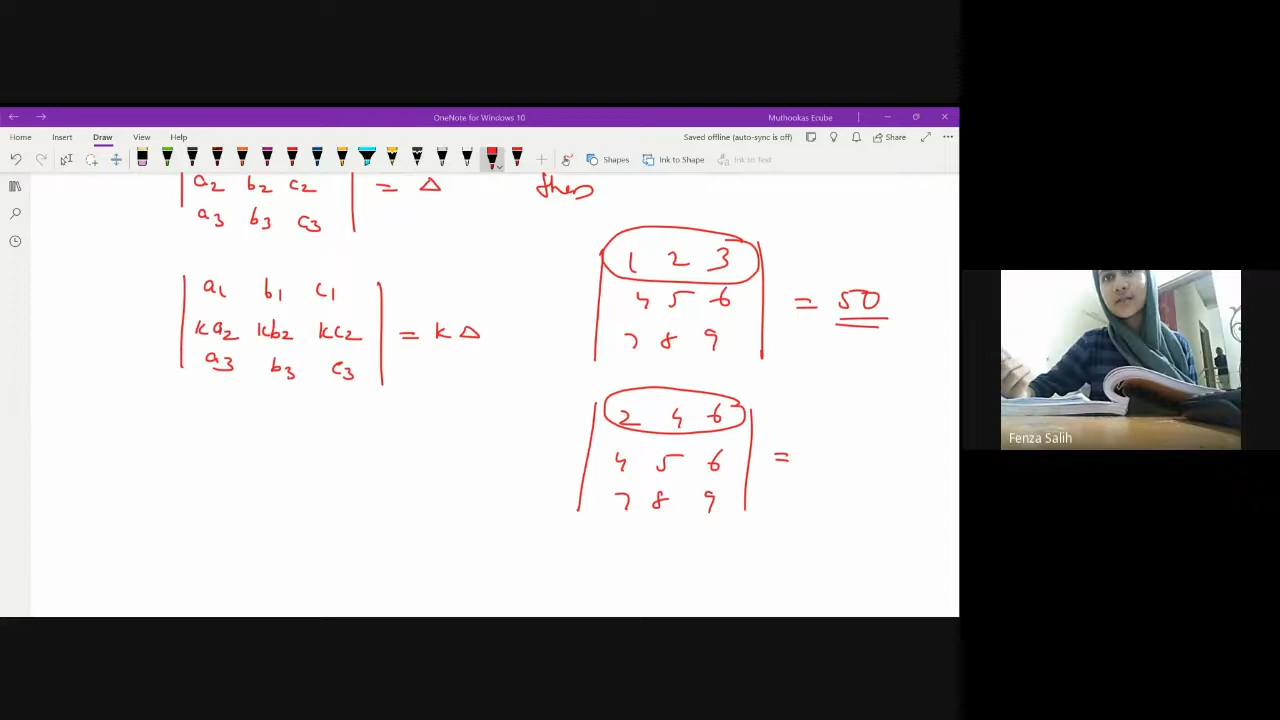 OneNote for Windows 10
Muthookas Ecube
Home Insert Draw View Help
Saved offline (auto-sync is off)
Share
Shapes
Ink to Shape
Ink to Text
a2 b2 c2 = Δ
a3 b3 c3
a1 b1 c1
ka2 kb2 kc2 = k Δ
a3 b3 c3
1 2 3
4 5 6 = 50
7 8 9
2 4 6
4 5 6 =
7 8 9
Fenza Salih